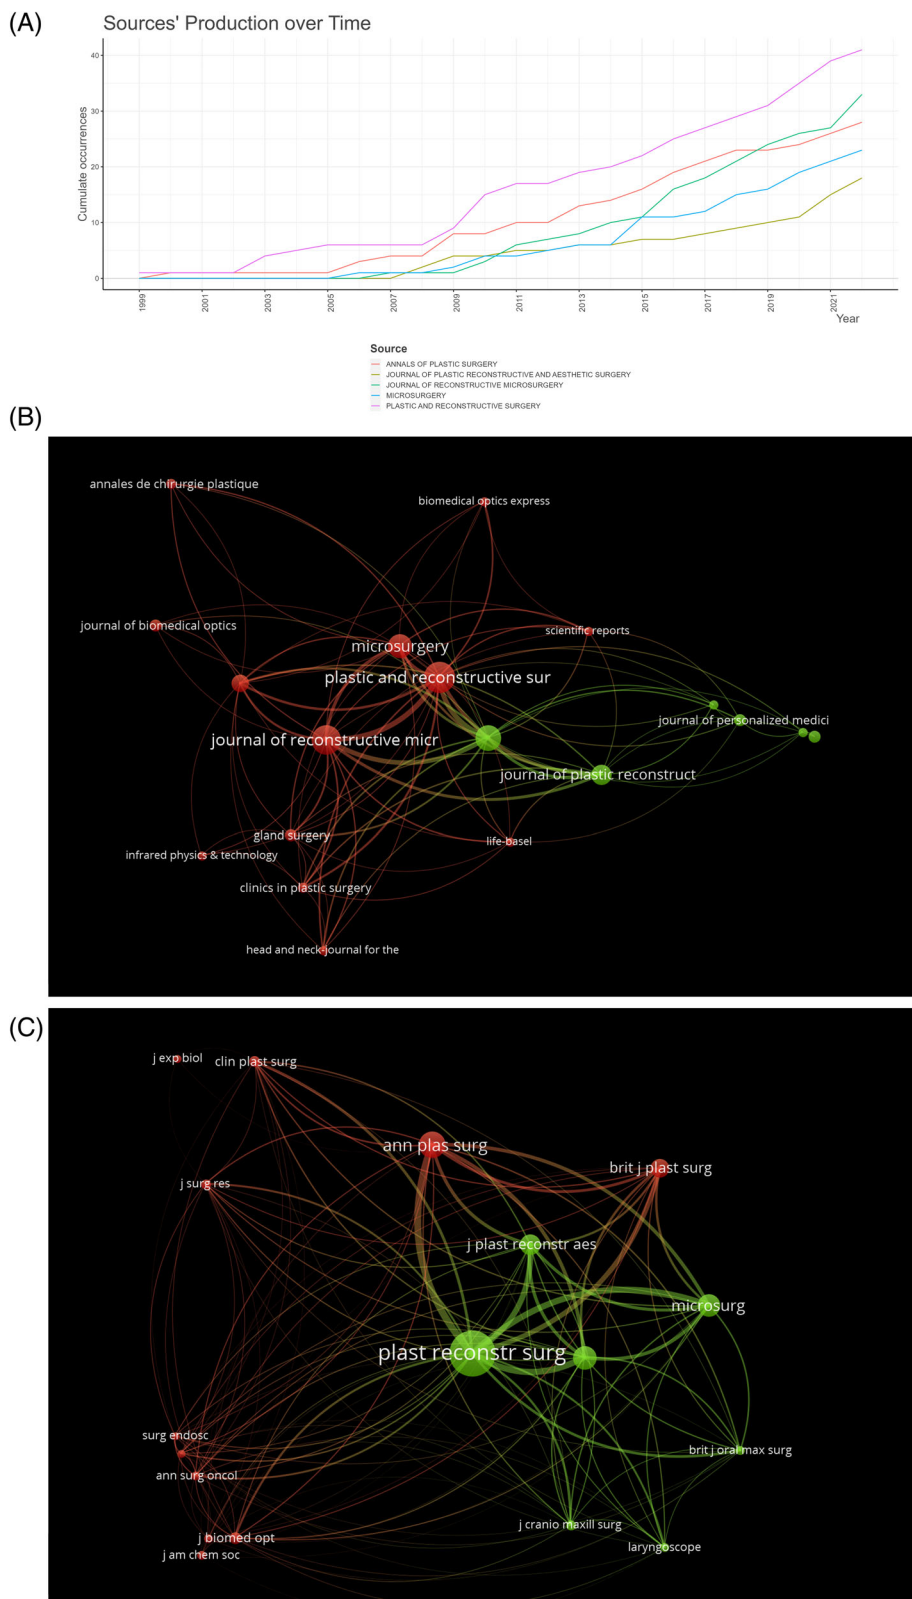 (A)
Sources' Production over Time
Cumulate occurrences
40
30
20
10
0
1999
2001
2003
2005
2007
2009
2011
2013
2015
2017
2019
2021
Year
Source
ANNALS OF PLASTIC SURGERY
JOURNAL OF PLASTIC RECONSTRUCTIVE AND AESTHETIC SURGERY
JOURNAL OF RECONSTRUCTIVE MICROSURGERY
MICROSURGERY
PLASTIC AND RECONSTRUCTIVE SURGERY
(B)
annales de chirurgie plastique
biomedical optics express
journal of biomedical optics
scientific reports
microsurgery
plastic and reconstructive sur
journal of personalized medici
journal of reconstructive micr
journal of plastic reconstruct
gland surgery
life-basel
infrared physics & technology
clinics in plastic surgery
head and neck-journal for the
(C)
j exp biol
clin plast surg
ann plas surg
brit j plast surg
j surg res
j plast reconstr aes
microsurg
plast reconstr surg
surg endosc
brit j oral max surg
ann surg oncol
j cranio maxill surg
j biomed opt
laryngoscope
j am chem soc